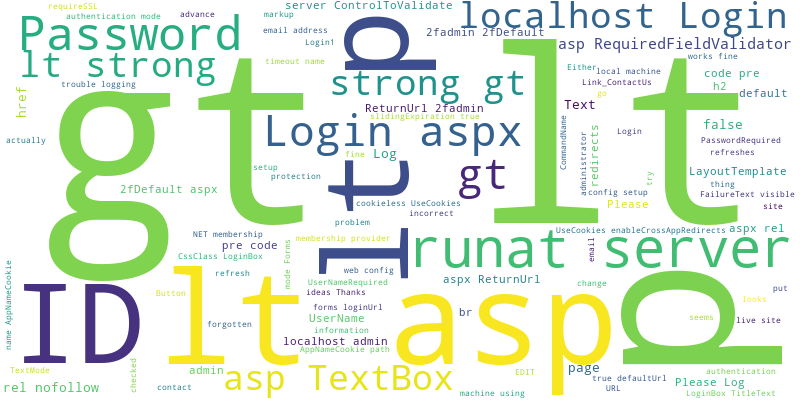 requireSSL
authentication mode
advance
Password
lt strong
trouble logging
href
actually
gt
2fDefault aspx
server ControlToValidate
markup
email address
Login1
timeout name
p
localhost Login
2fadmin 2fDefault
asp RequiredFieldValidator
works fine
Either
local machine
Link_ContactUs
go
code pre
h2
default
strong gt
ReturnUrl 2fadmin
slidingExpiration true
Text
Login aspx
fine
Log
lt
gt
false
Login
CommandName
administrator
redirects
PasswordRequired
refreshes
LayoutTemplate
thing
try
config setup
FailureText visible
Please
site
setup
protection
cookieless UseCookies
incorrect
problem
lt
NET membership
pre code
membership provider
CssClass LoginBox
mode Forms
refresh
web config
runat server
UseCookies enableCrossAppRedirects
aspx rel
email
name AppNameCookie
ID
lt
Button
forgotten
UserNameRequired
ideas Thanks
forms loginUrl
UserName
information
localhost admin
AppNameCookie path
aspx ReturnUrl
br
asp
change
p
put
looks
seems
live site
TextMode
rel nofollow
checked
contact
admin
asp TextBox
EDIT
machine using
page
true defaultUrl
URL
authentication
Please Log
LoginBox TitleText